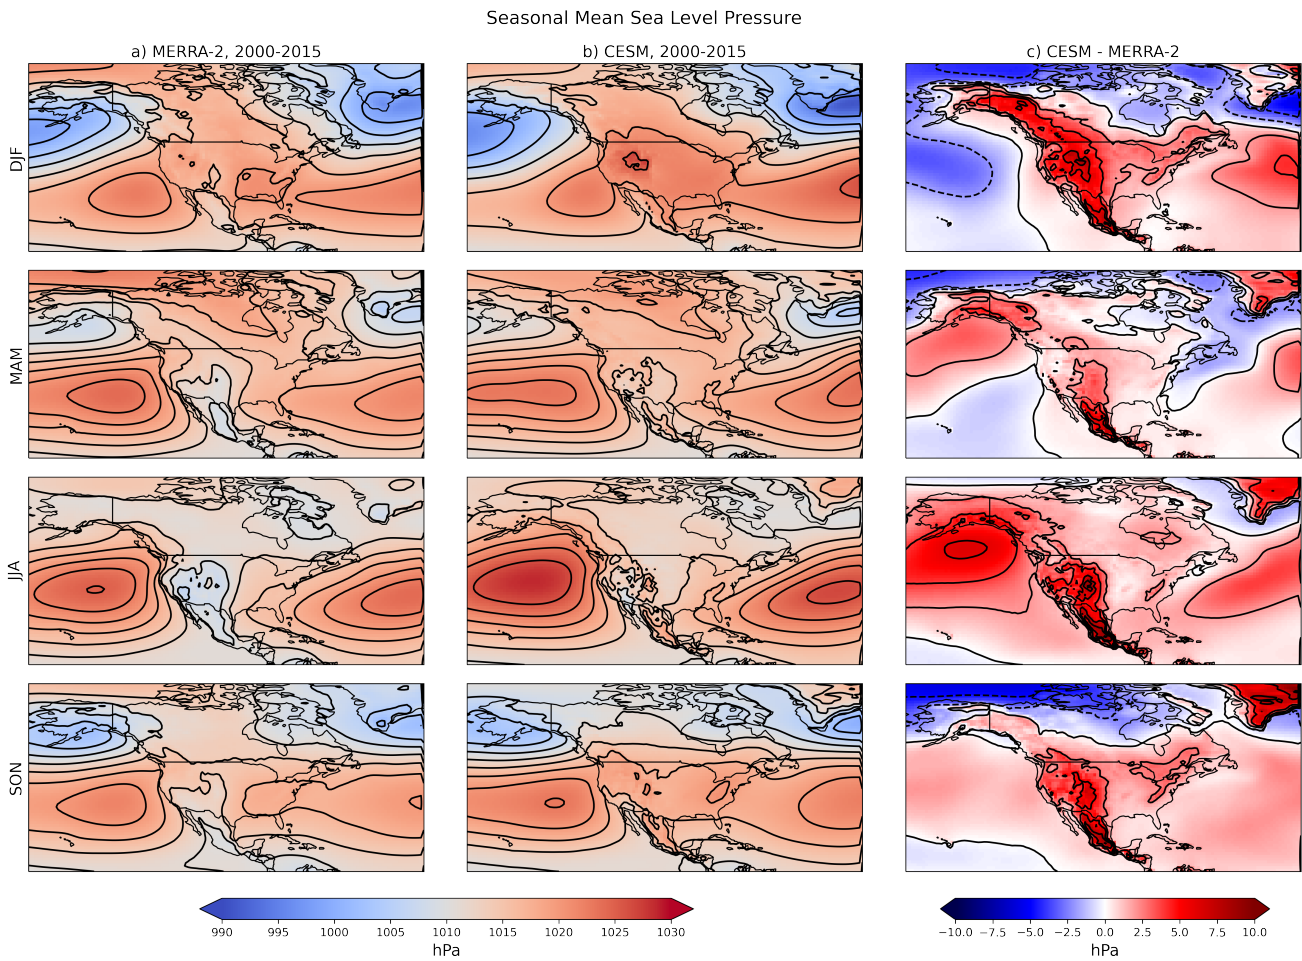 Seasonal Mean Sea Level Pressure
a) MERRA-2, 2000-2015
b) CESM, 2000-2015
c) CESM - MERRA-2
DJF
MAM
JJA
SON
990 995 1000 1005 1010 1015 1020 1025 1030
hPa
−10.0 −7.5 −5.0 −2.5 0.0 2.5 5.0 7.5 10.0
hPa